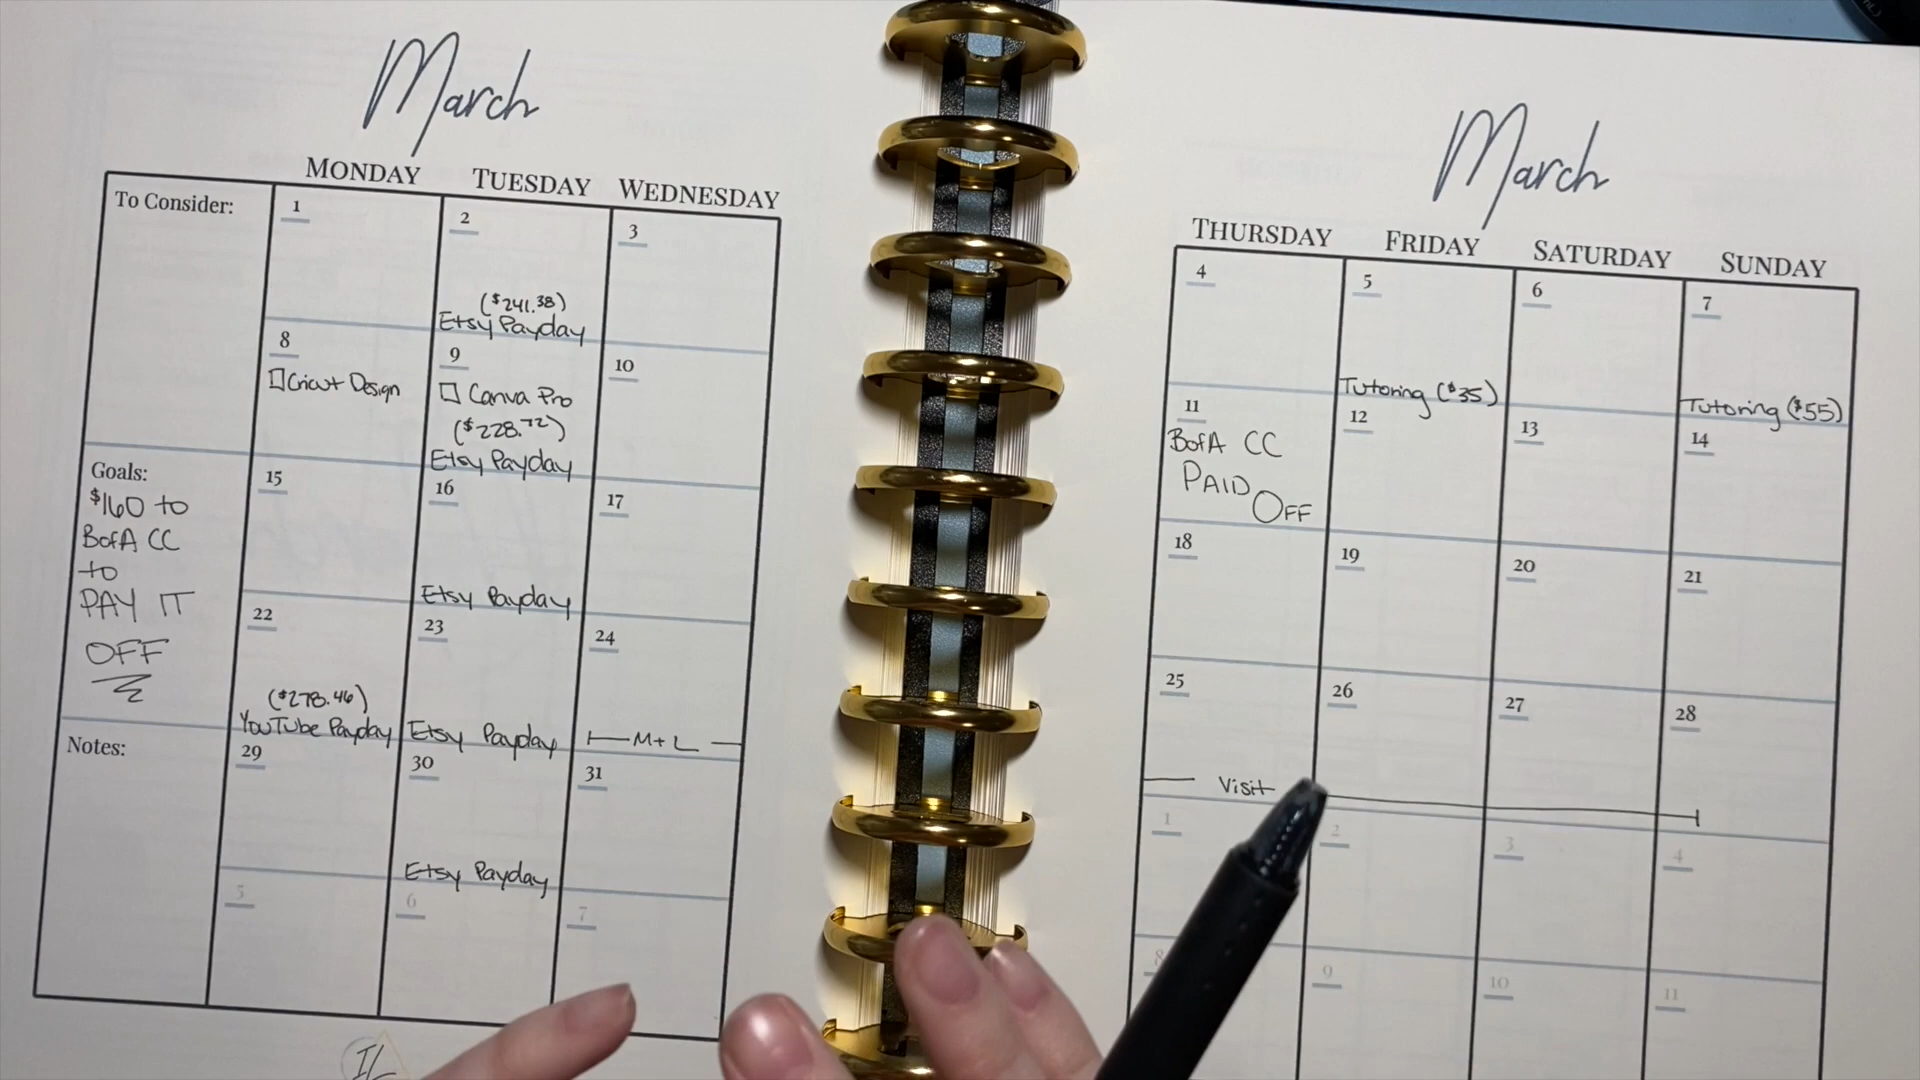 March
MONDAY TUESDAY WEDNESDAY
To Consider:
1
2
($241.38)
Etsy Payday
3
8
☐ Cricut Design
9
☐ Canva Pro
($228.72)
Etsy Payday
10
Goals:
$160 to
BofA CC
to
PAY IT
OFF
15
16
Etsy Payday
17
22
($278.46)
YouTube Payday
23
Etsy Payday
24
M+L
Notes:
29
30
Etsy Payday
31
5
6
7
IL
March
THURSDAY FRIDAY SATURDAY SUNDAY
4
5
Tutoring ($35)
6
7
Tutoring ($55)
11
BofA CC
PAID
OFF
12
13
14
18
19
20
21
25
Visit
26
27
28
1
2
3
4
8
9
10
11